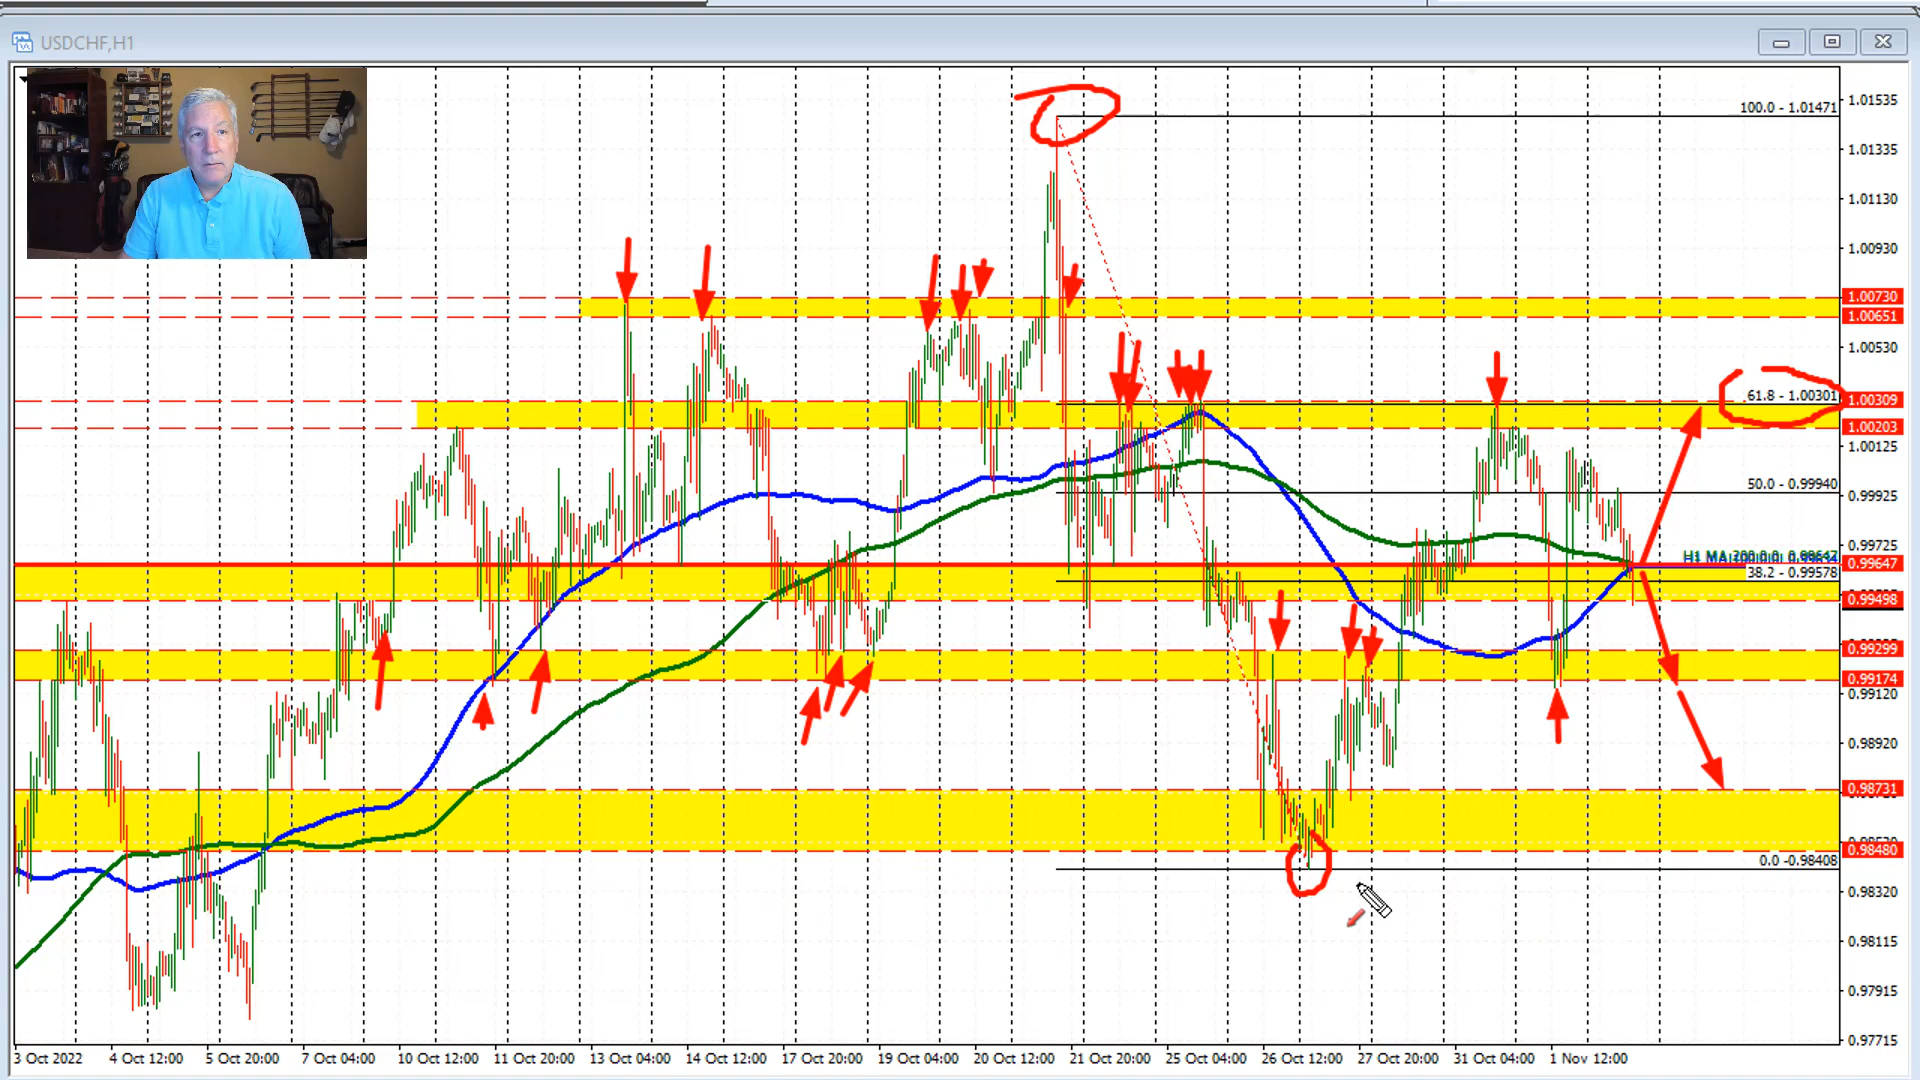 USDCHF,H1
100.0 - 1.01471
1.01535
1.01335
1.01130
1.00930
1.00730
1.00651
1.00530
61.8 - 1.00301
1.00309
1.00203
1.00125
50.0 - 0.99940
0.99925
0.99725
H1 MA 200,0,0, 0.99647
0.99647
38.2 - 0.99578
0.99498
0.99299
0.99174
0.99120
0.98920
0.98731
0.98480
0.0 -0.98408
0.98320
0.98115
0.97915
0.97715
3 Oct 2022
4 Oct 12:00
5 Oct 20:00
7 Oct 04:00
10 Oct 12:00
11 Oct 20:00
13 Oct 04:00
14 Oct 12:00
17 Oct 20:00
19 Oct 04:00
20 Oct 12:00
21 Oct 20:00
25 Oct 04:00
26 Oct 12:00
27 Oct 20:00
31 Oct 04:00
1 Nov 12:00